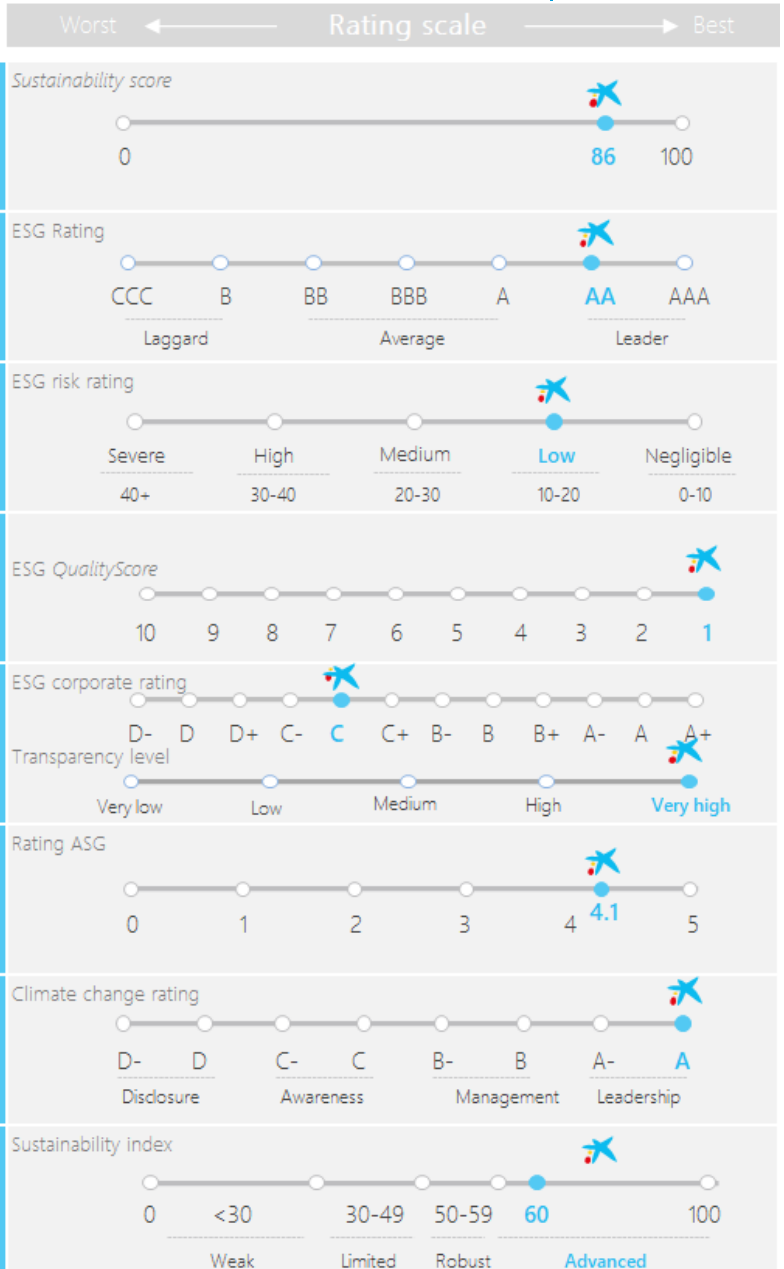 Worst Rating scale Best
Sustainability score
0 86 100
ESG Rating
CCC B BB BBB A AA AAA
Laggard Average Leader
ESG risk rating
Severe High Medium Low Negligible
40+ 30-40 20-30 10-20 0-10
ESG QualityScore
10 9 8 7 6 5 4 3 2 1
ESG corporate rating
D- D D+ C- C C+ B- B B+ A- A A+
Transparency level
Very low Low Medium High Very high
Rating ASG
0 1 2 3 4 4.1 5
Climate change rating
D- D C- C B- B A- A
Disclosure Awareness Management Leadership
Sustainability index
0 <30 30-49 50-59 60 100
Weak Limited Robust Advanced